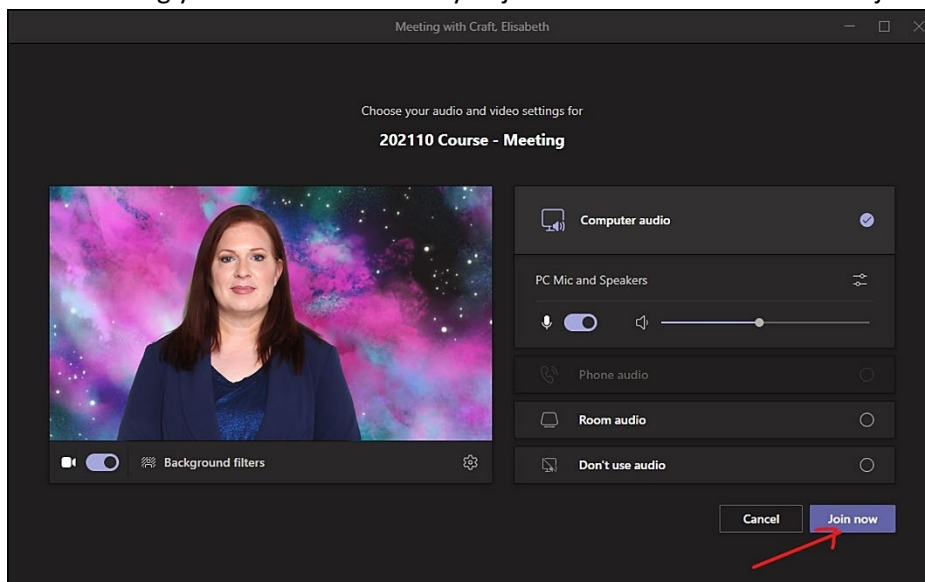 Meeting with Craft, Elisabeth
Choose your audio and video settings for
202110 Course - Meeting
Computer audio
PC Mic and Speakers
Phone audio
Room audio
Background filters
Don't use audio
Cancel
Join now